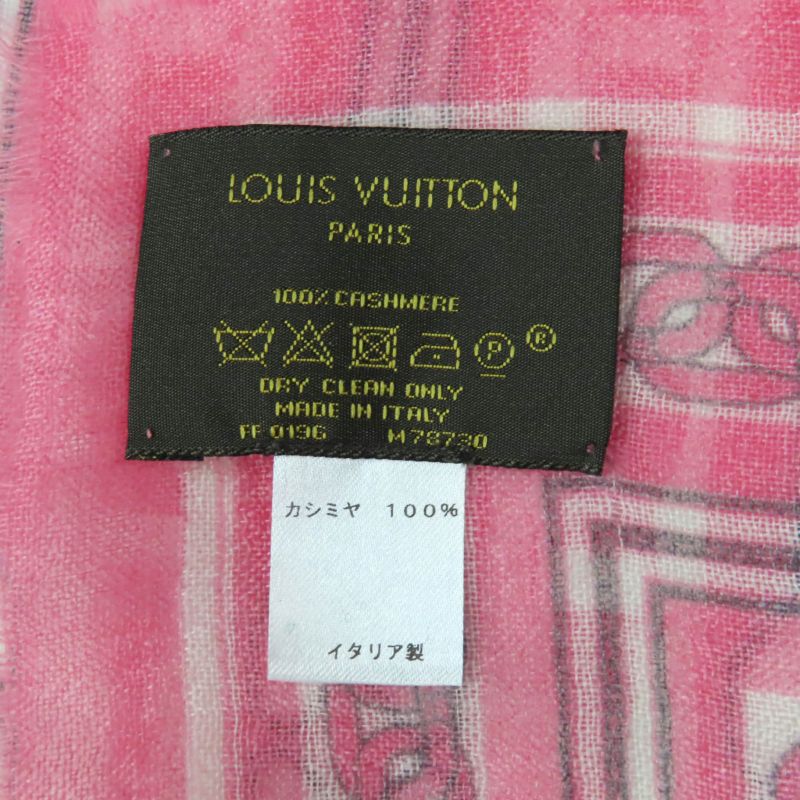 LOUIS VUITTON
PARIS
100% CASHMERE
P ®
DRY CLEAN ONLY
MADE IN ITALY
FF 0196 M78730
カシミヤ 100%
イタリア製